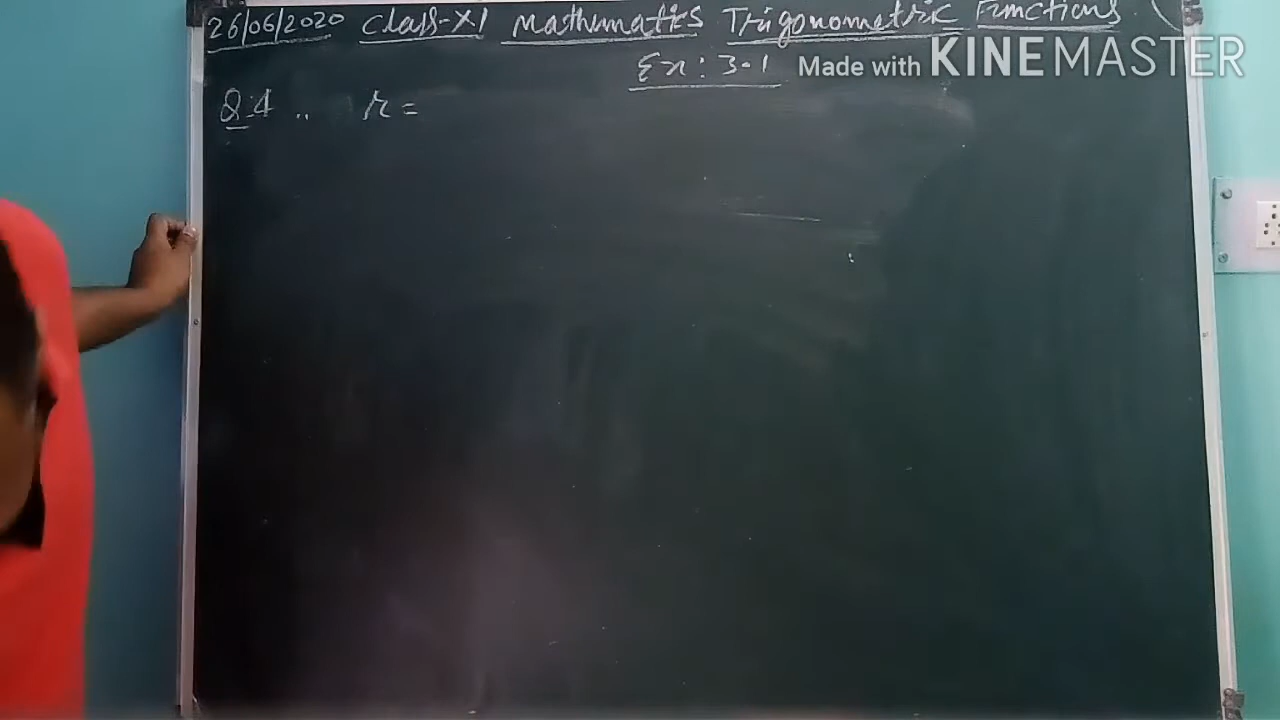 26/06/2020 Class-XI Mathematics Trigonometric Functions (
Ex: 3.1
Made with KINEMASTER
Q.4 .. r =